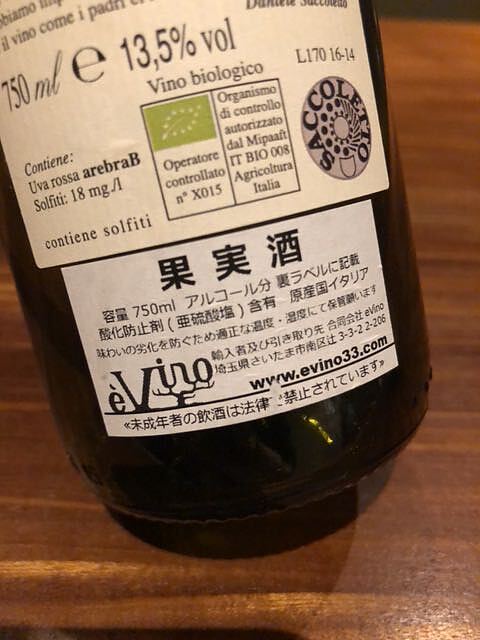 Daniele Saccoletto
il vino come i padri ci
750 ml e 13,5% vol
Vino biologico
L170 16-14
Organismo
di controllo
autorizzato
dal Mipaaft
IT BIO 008
Agricoltura
Italia
Operatore
controllato
n° X015
SACCOLETTO
Contiene:
Uva rossa arebraB
Solfiti: 18 mg./l
contiene solfiti
果実酒
容量 750ml アルコール分 裏ラベルに記載
酸化防止剤(亜硫酸塩)含有 原産国イタリア
味わいの劣化を防ぐため適正な温度・湿度にて保管願います
輸入者及び引き取り先 合同会社 eVino
埼玉県さいたま市南区辻 3-3-2 2-206
èVino
www.evino33.com
«未成年者の飲酒は法律で禁止されています»